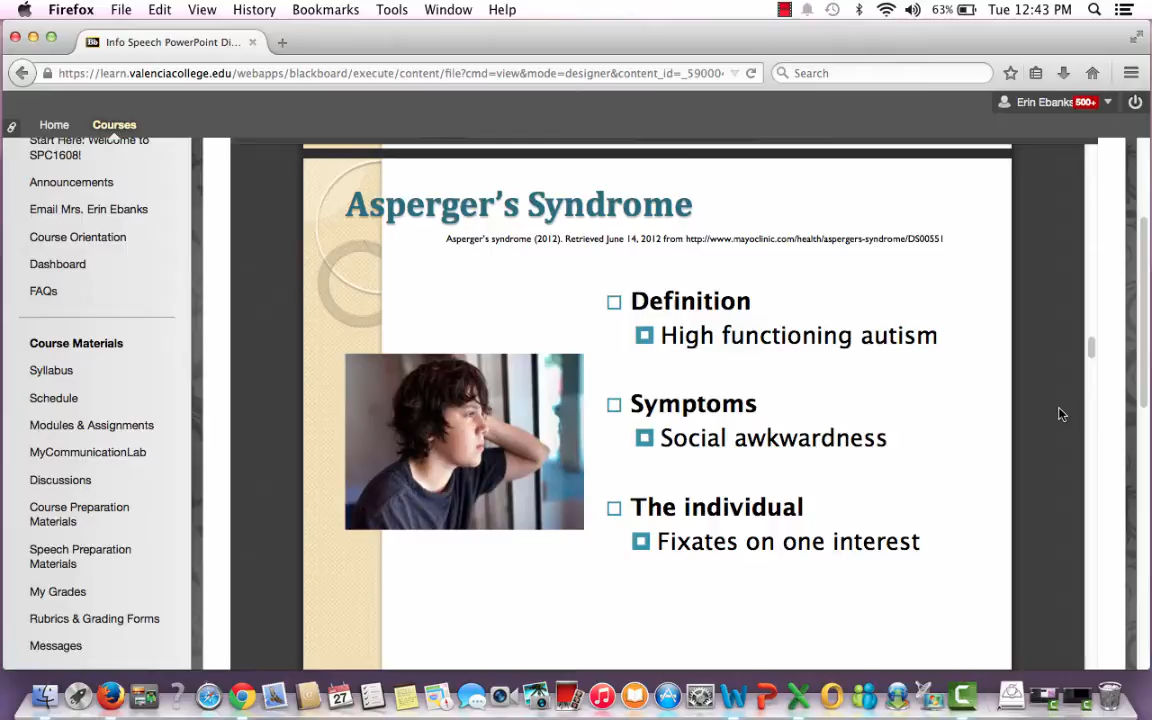 Firefox File Edit View History Bookmarks Tools Window Help 63% Tue 12:43 PM
Bb Info Speech PowerPoint Di...
https://learn.valenciacollege.edu/webapps/blackboard/execute/content/file?cmd=view&mode=designer&content_id=_59000 Search
Erin Ebanks 500+
Home Courses
Start Here: Welcome to
SPC1608!
Announcements
Email Mrs. Erin Ebanks
Course Orientation
Dashboard
FAQs
Course Materials
Syllabus
Schedule
Modules & Assignments
MyCommunicationLab
Discussions
Course Preparation
Materials
Speech Preparation
Materials
My Grades
Rubrics & Grading Forms
Messages
Asperger's Syndrome
Asperger's syndrome (2012). Retrieved June 14, 2012 from http://www.mayoclinic.com/health/aspergers-syndrome/DS00551
Definition
High functioning autism
Symptoms
Social awkwardness
The individual
Fixates on one interest
27